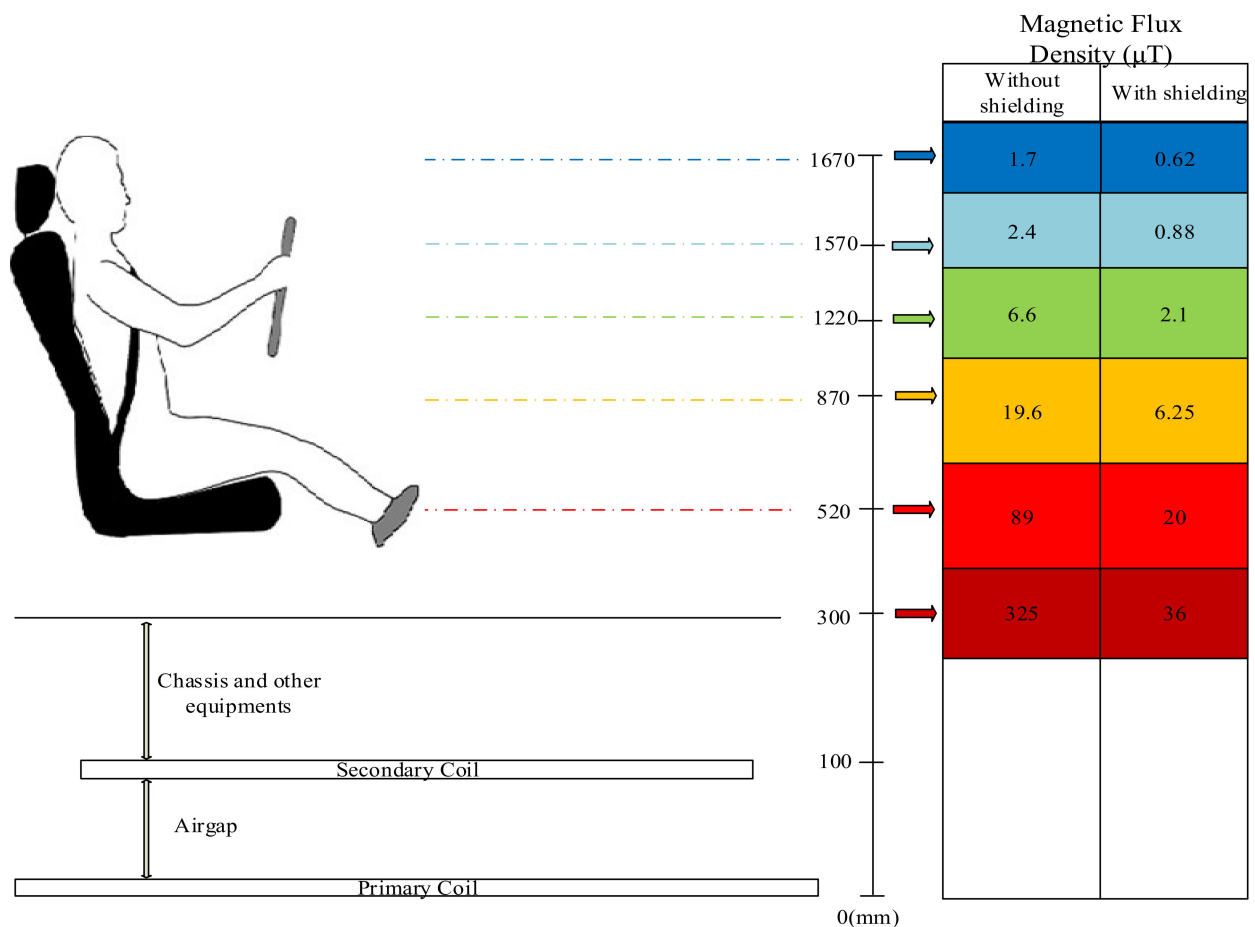 Magnetic Flux
Density (μT)
Without
shielding
With shielding
1670
1.7
0.62
1570
2.4
0.88
1220
6.6
2.1
870
19.6
6.25
520
89
20
300
325
36
Chassis and other
equipments
100
Secondary Coil
Airgap
Primary Coil
0(mm)